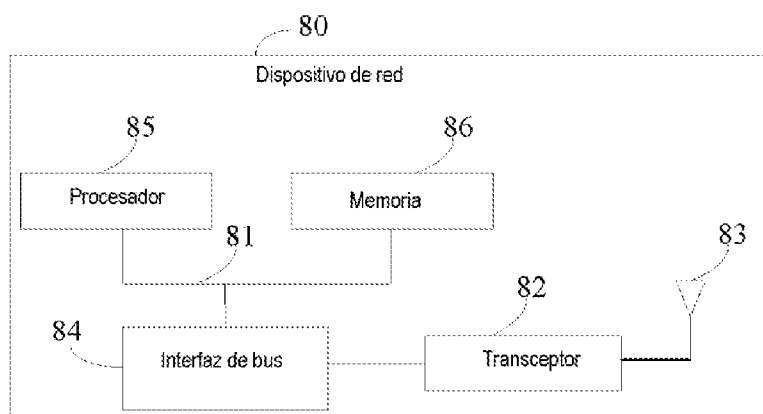 80
Dispositivo de red
85
86
Procesador
Memoria
81
83
82
84
Interfaz de bus
Transceptor